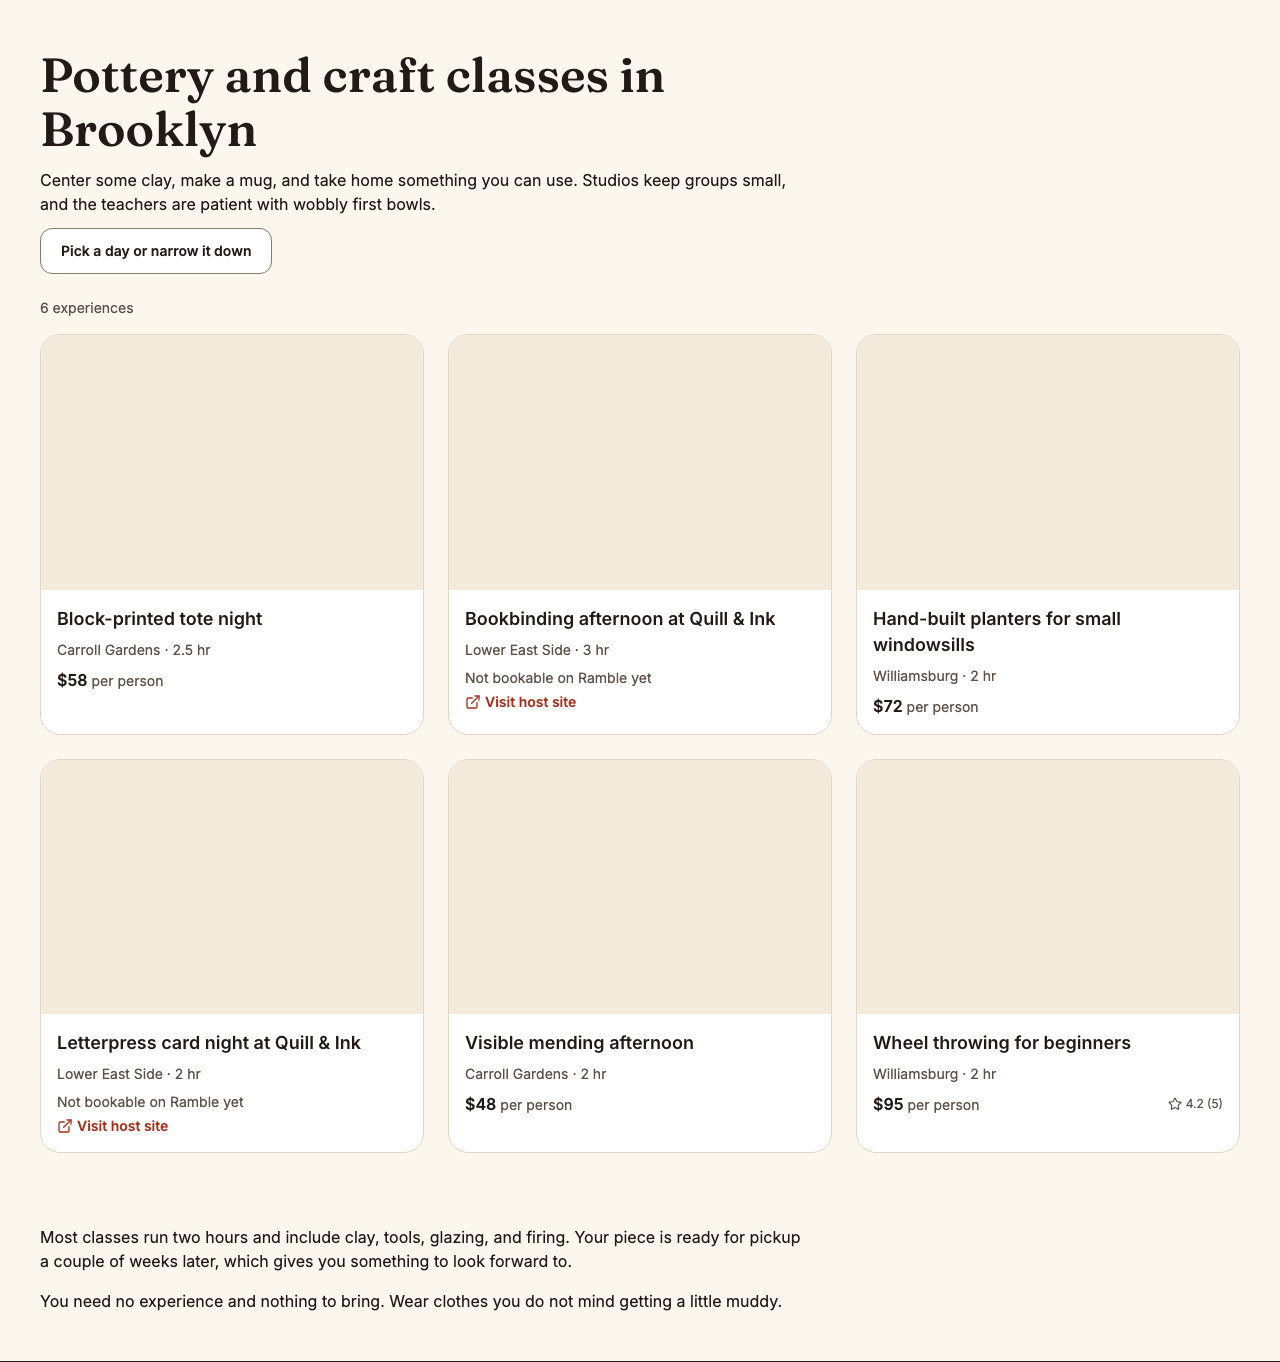 Pottery and craft classes in
Brooklyn
Center some clay, make a mug, and take home something you can use. Studios keep groups small,
and the teachers are patient with wobbly first bowls.
Pick a day or narrow it down
6 experiences
Block-printed tote night
Carroll Gardens · 2.5 hr
$58 per person
Bookbinding afternoon at Quill & Ink
Lower East Side · 3 hr
Not bookable on Ramble yet
Visit host site
Hand-built planters for small
windowsills
Williamsburg · 2 hr
$72 per person
Letterpress card night at Quill & Ink
Lower East Side · 2 hr
Not bookable on Ramble yet
Visit host site
Visible mending afternoon
Carroll Gardens · 2 hr
$48 per person
Wheel throwing for beginners
Williamsburg · 2 hr
$95 per person 4.2 (5)
Most classes run two hours and include clay, tools, glazing, and firing. Your piece is ready for pickup
a couple of weeks later, which gives you something to look forward to.
You need no experience and nothing to bring. Wear clothes you do not mind getting a little muddy.